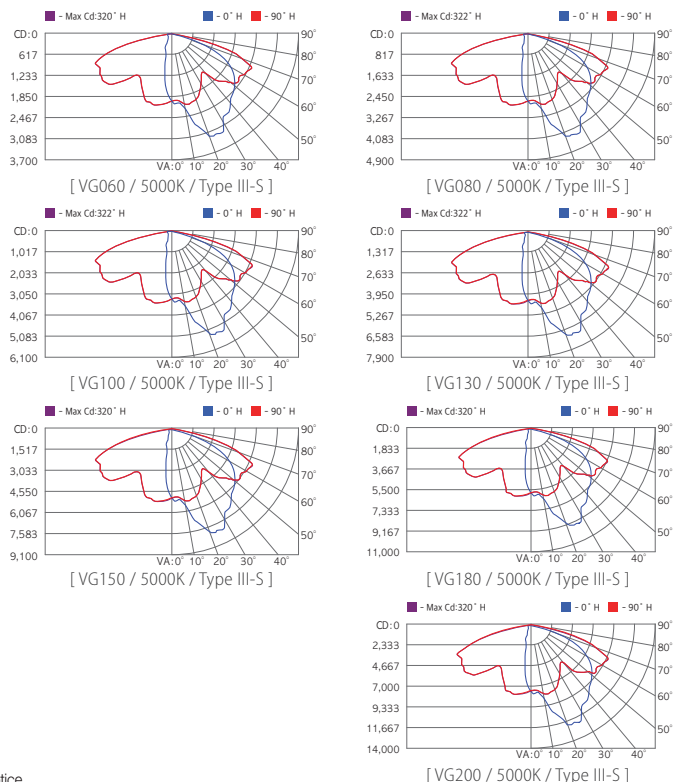 - Max Cd:320˚ H - 0˚ H - 90˚ H
CD:0
617
1,233
1,850
2,467
3,083
3,700
90°
80°
70°
60°
50°
VA:0° 10° 20° 30° 40°
[ VG060 / 5000K / Type III-S ]
- Max Cd:322˚ H - 0˚ H - 90˚ H
CD:0
817
1,633
2,450
3,267
4,083
4,900
90°
80°
70°
60°
50°
VA:0° 10° 20° 30° 40°
[ VG080 / 5000K / Type III-S ]
- Max Cd:322˚ H - 0˚ H - 90˚ H
CD:0
1,017
2,033
3,050
4,067
5,083
6,100
90°
80°
70°
60°
50°
VA:0° 10° 20° 30° 40°
[ VG100 / 5000K / Type III-S ]
- Max Cd:322˚ H - 0˚ H - 90˚ H
CD:0
1,317
2,633
3,950
5,267
6,583
7,900
90°
80°
70°
60°
50°
VA:0° 10° 20° 30° 40°
[ VG130 / 5000K / Type III-S ]
- Max Cd:320˚ H - 0˚ H - 90˚ H
CD:0
1,517
3,033
4,550
6,067
7,583
9,100
90°
80°
70°
60°
50°
VA:0° 10° 20° 30° 40°
[ VG150 / 5000K / Type III-S ]
- Max Cd:320˚ H - 0˚ H - 90˚ H
CD:0
1,833
3,667
5,500
7,333
9,167
11,000
90°
80°
70°
60°
50°
VA:0° 10° 20° 30° 40°
[ VG180 / 5000K / Type III-S ]
- Max Cd:320˚ H - 0˚ H - 90˚ H
CD:0
2,333
4,667
7,000
9,333
11,667
14,000
90°
80°
70°
60°
50°
VA:0° 10° 20° 30° 40°
[ VG200 / 5000K / Type III-S ]
tice